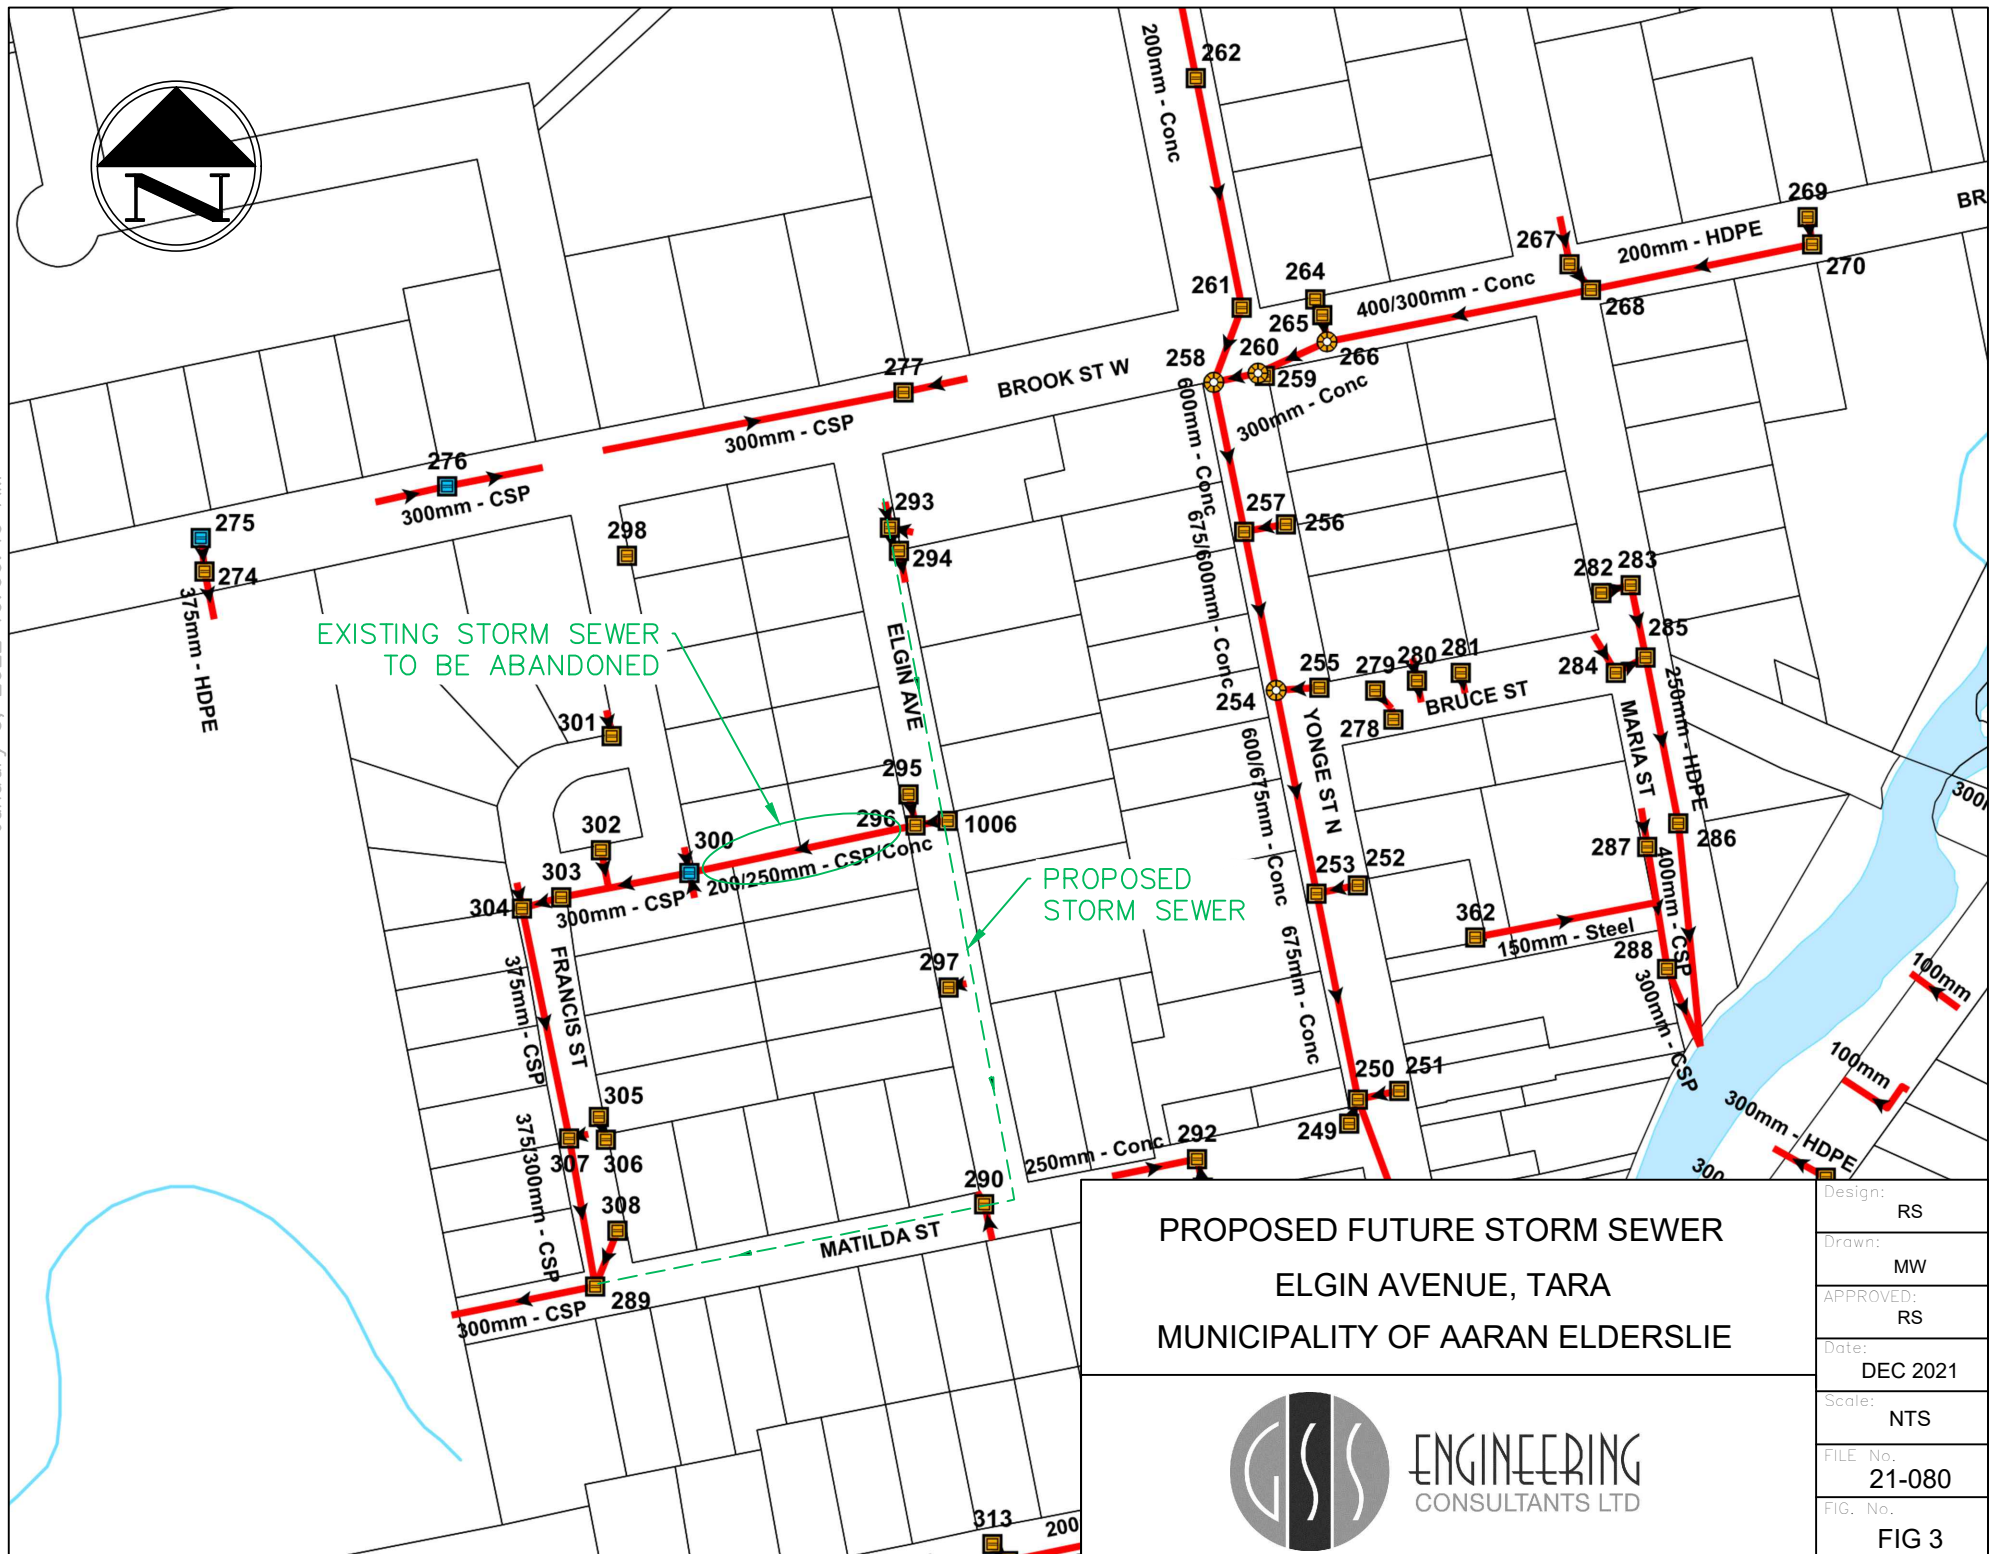 262
200mm - Conc
269
BR
267
200mm - HDPE
270
264
261
400/300mm - Conc
268
265
258
260
266
259
277
BROOK ST W
300mm - CSP
600mm - Conc
300mm - Conc
276
300mm - CSP
275
274
375mm - HDPE
298
293
294
257
256
675/600mm - Conc
282
283
EXISTING STORM SEWER
TO BE ABANDONED
ELGIN AVE
285
255
279
280
281
284
254
278
BRUCE ST
250mm - HDPE
301
YONGE ST N
MARIA ST
600/675mm - Conc
295
296
1006
300m
302
300
286
287
303
200/250mm - CSP/Conc
304
300mm - CSP
253
252
400mm - CSP
PROPOSED
STORM SEWER
362
150mm - Steel
288
675mm - Conc
375mm - CSP
FRANCIS ST
297
100mm
300mm - CSP
100mm
250
251
305
249
300mm - HDPE
375/300mm - CSP
307
306
292
250mm - Conc
300
290
308
MATILDA ST
289
300mm - CSP
313
200
PROPOSED FUTURE STORM SEWER
ELGIN AVENUE, TARA
MUNICIPALITY OF AARAN ELDERSLIE
GSS
ENGINEERING
CONSULTANTS LTD
Design:
RS
Drawn:
MW
APPROVED:
RS
Date:
DEC 2021
Scale:
NTS
FILE No.
21-080
FIG. No.
FIG 3
N